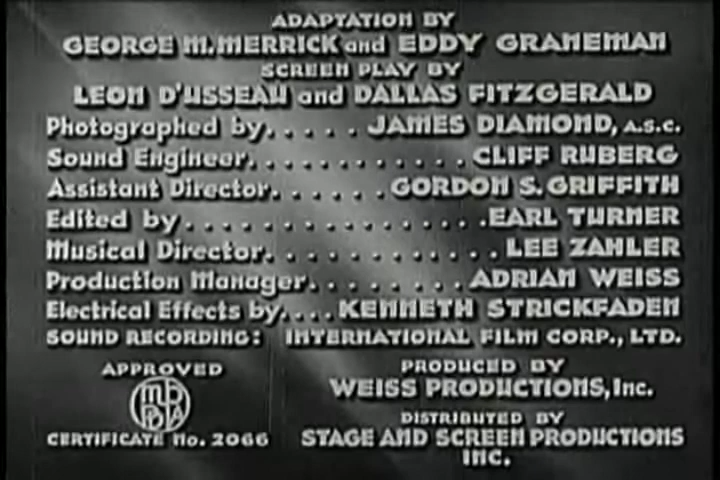 ADAPTATION BY
GEORGE M. MERRICK and EDDY GRANEMAN
SCREEN PLAY BY
LEON D'USSEAU and DALLAS FITZGERALD
Photographed by. . . . . JAMES DIAMOND, A.S.C.
Sound Engineer. . . . . . . . . . . . CLIFF RUBERG
Assistant Director. . . . . . GORDON S. GRIFFITH
Edited by . . . . . . . . . . . . . . . . EARL TURNER
Musical Director. . . . . . . . . . . . LEE ZAHLER
Production Manager. . . . . . . . ADRIAN WEISS
Electrical Effects by.... KENNETH STRICKFADEN
SOUND RECORDING: INTERNATIONAL FILM CORP., LTD.
APPROVED
MPPDA
CERTIFICATE No. 2066
PRODUCED BY
WEISS PRODUCTIONS, Inc.
DISTRIBUTED BY
STAGE AND SCREEN PRODUCTIONS
INC.